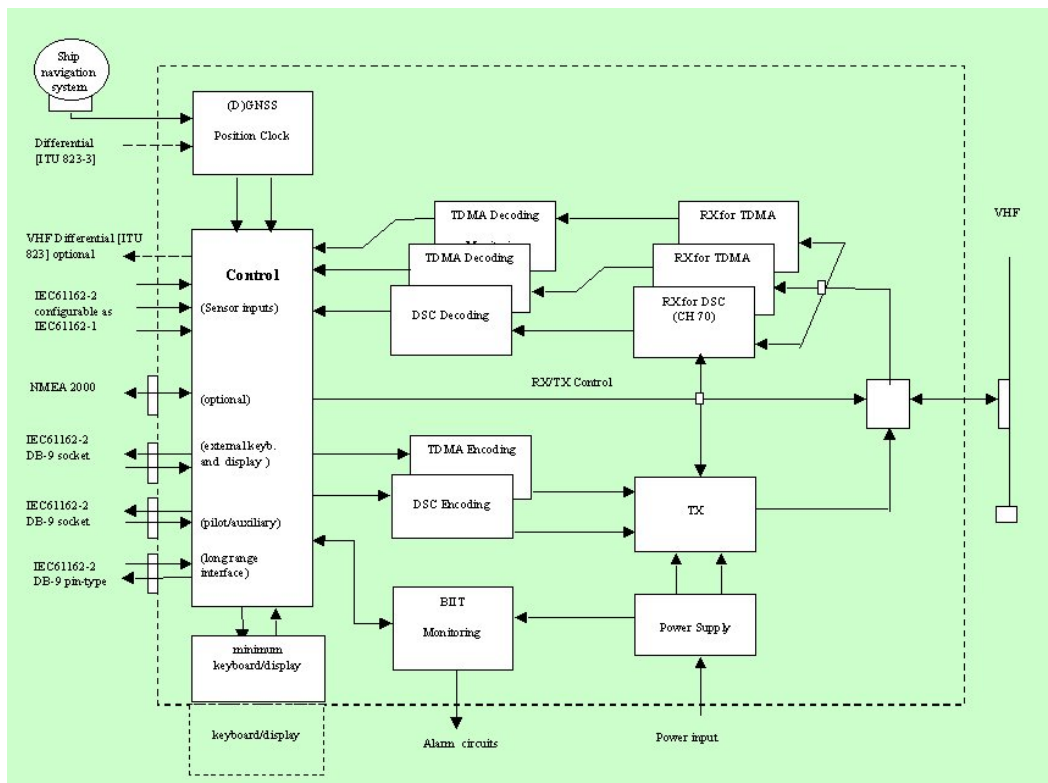 Ship
navigation
system
(D)GNSS
Position Clock
Differential
[ITU 823-3]
VHF Differential [ITU
823] optional
IEC61162-2
configurable as
IEC61162-1
Control
(Sensor inputs)
TDMA Decoding
Monitoring
TDMA Decoding
DSC Decoding
RX for TDMA
RX for TDMA
RX for DSC
(CH 70)
VHF
NMEA 2000
(optional)
RX/TX Control
IEC61162-2
DB-9 socket
(external keyb.
and display )
TDMA Encoding
DSC Encoding
TX
IEC61162-2
DB-9 socket
(pilot/auxiliary)
IEC61162-2
DB-9 pin-type
(long range
interface)
BIIT
Monitoring
Power Supply
minimum
keyboard/display
keyboard/display
Alarm circuits
Power input